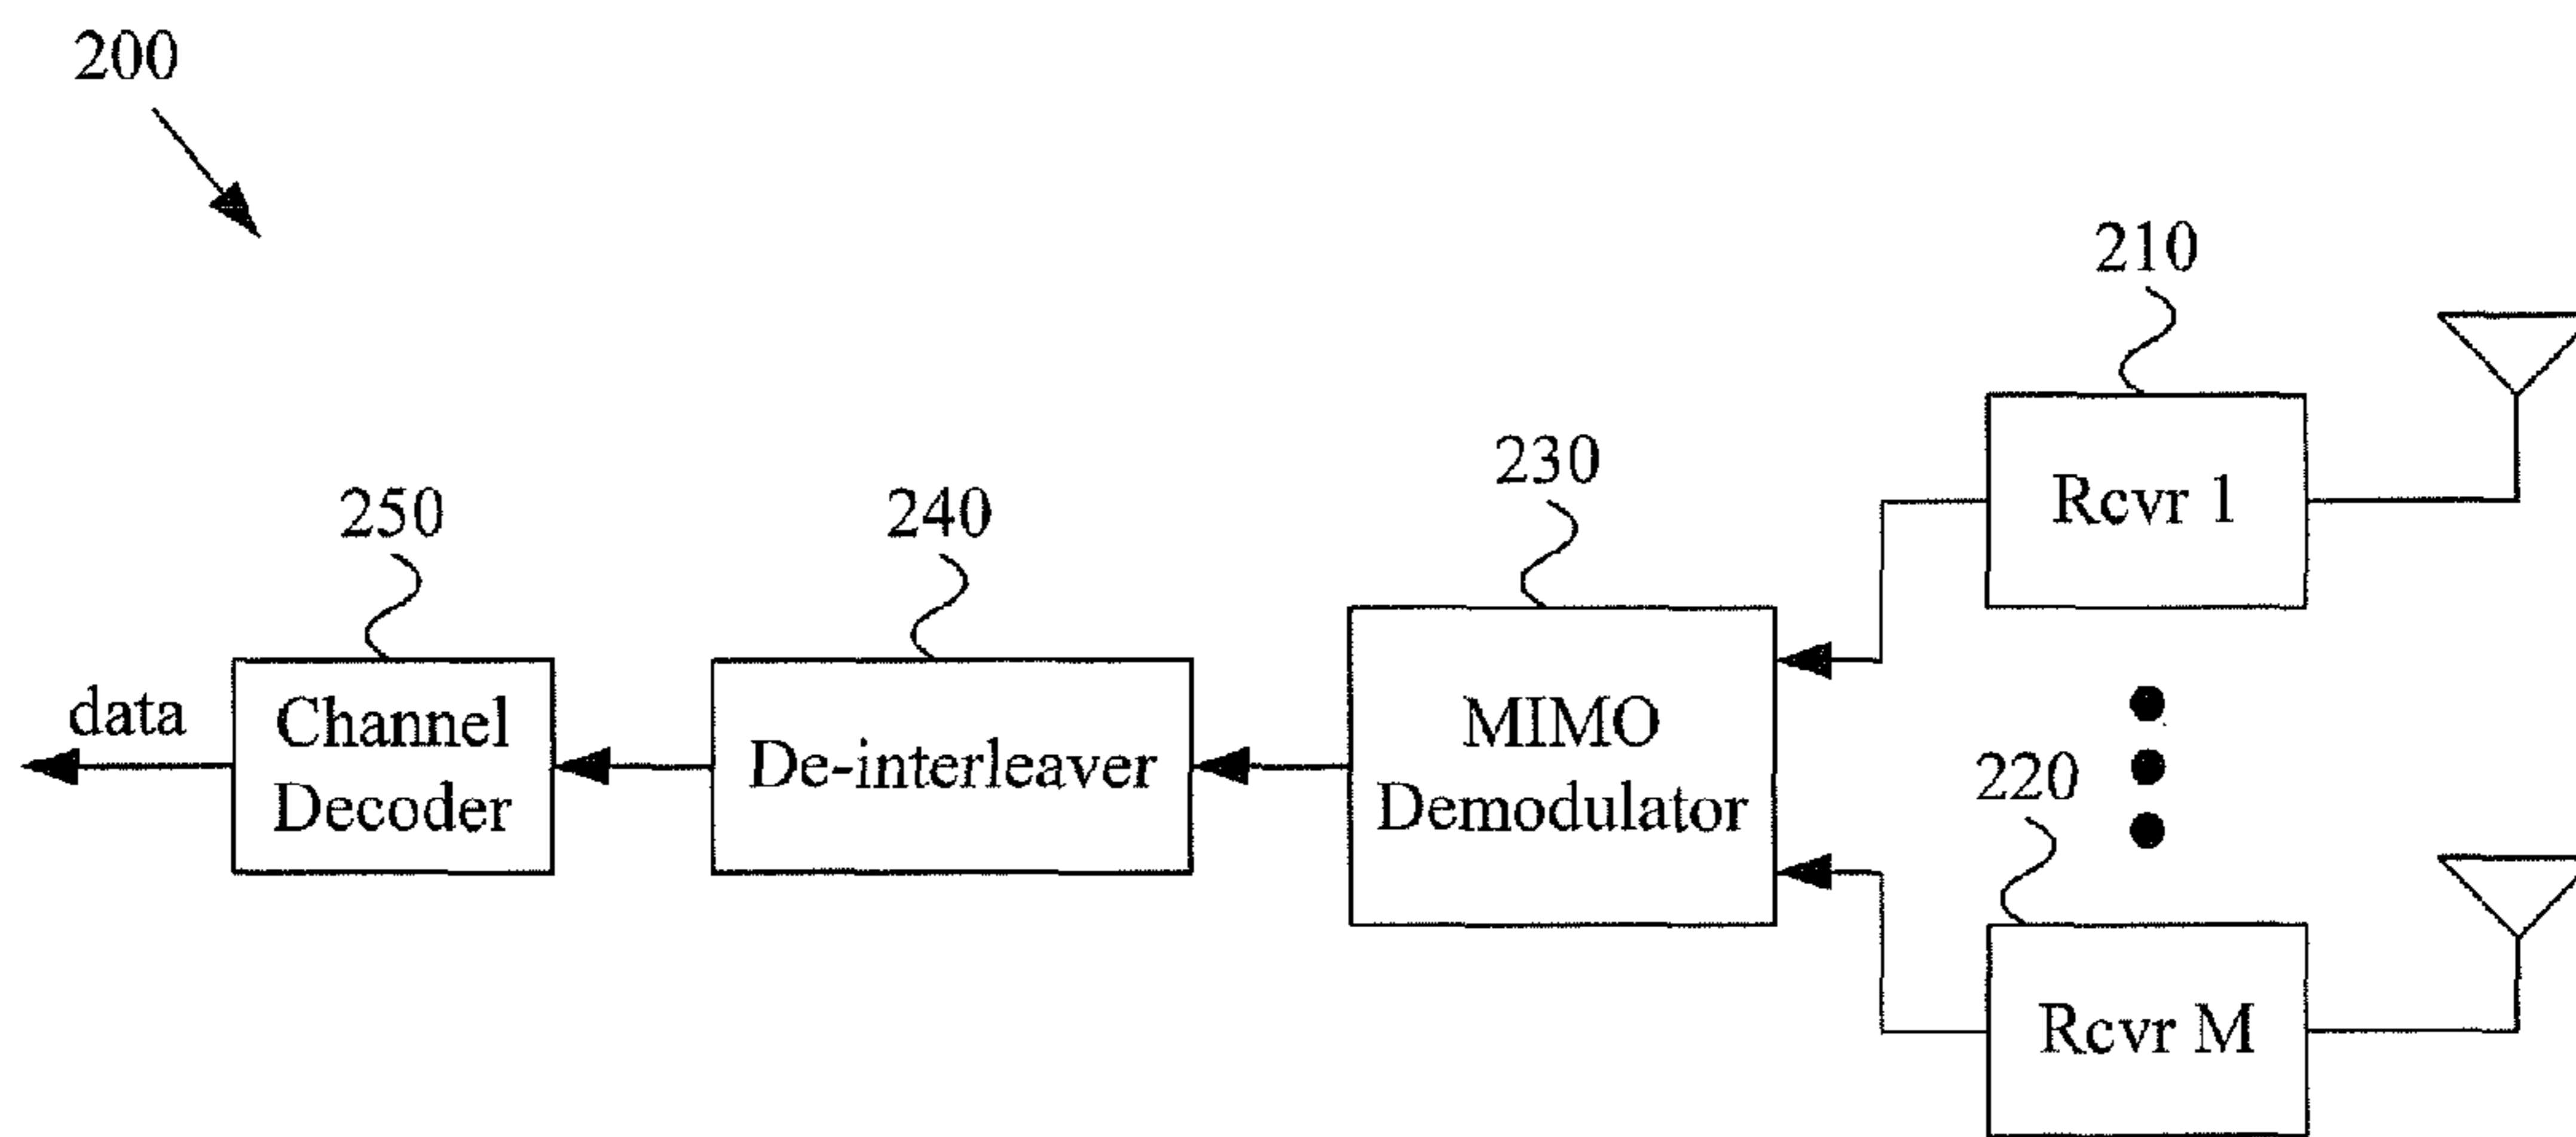 200
210
Rcvr 1
230
250
240
MIMO
Demodulator
data
Channel
Decoder
De-interleaver
220
Rcvr M